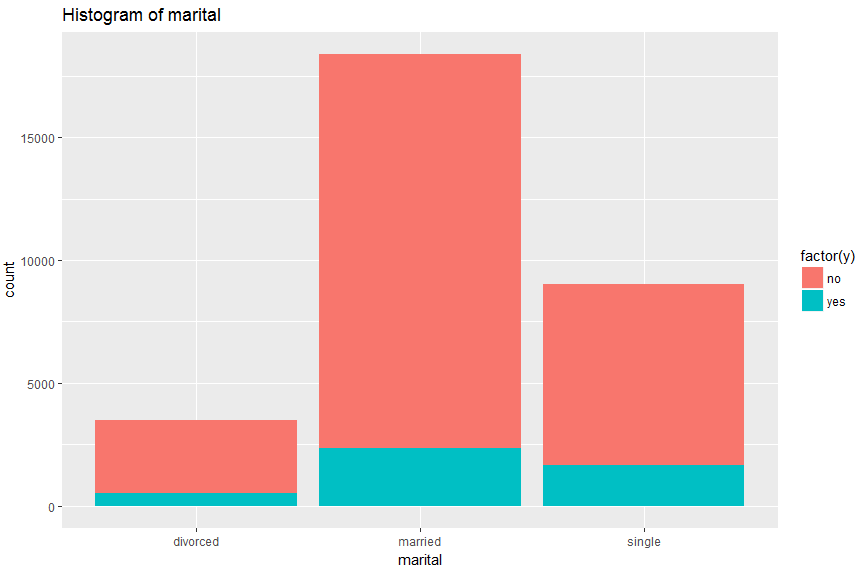 Histogram of marital
count
15000
10000
5000
0
divorced married single
marital
factor(y)
no
yes